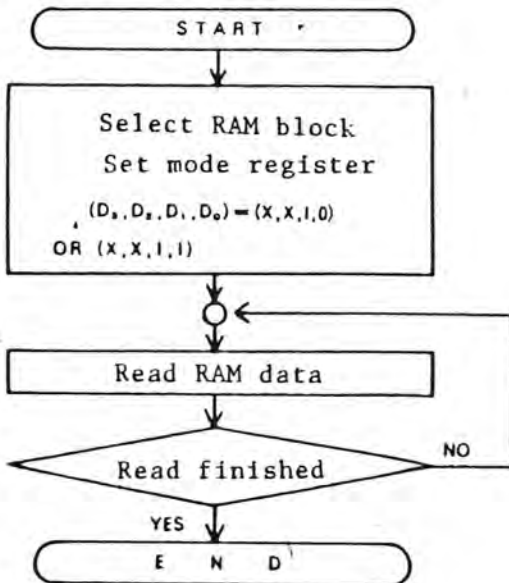 START
Select RAM block
Set mode register
(D₃,D₂,D₁,D₀)=(X,X,1,0)
OR (X,X,1,1)
Read RAM data
Read finished
NO
YES
E N D